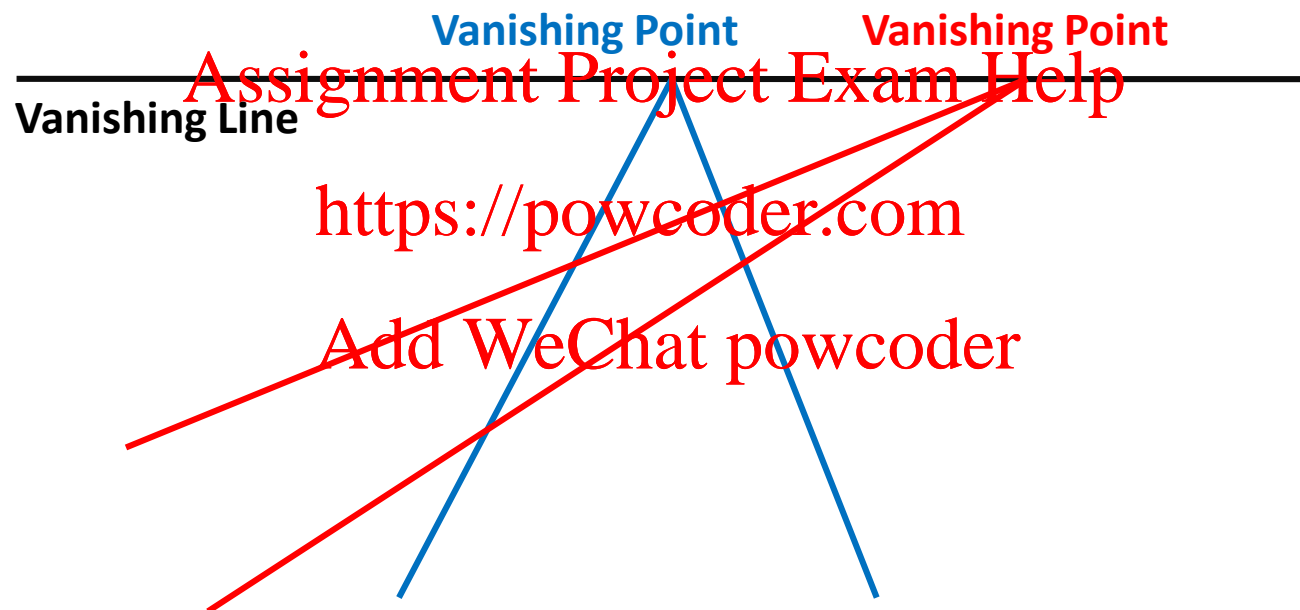 Vanishing Point Vanishing Point
Assignment Project Exam Help
Vanishing Line
https://powcoder.com
Add WeChat powcoder